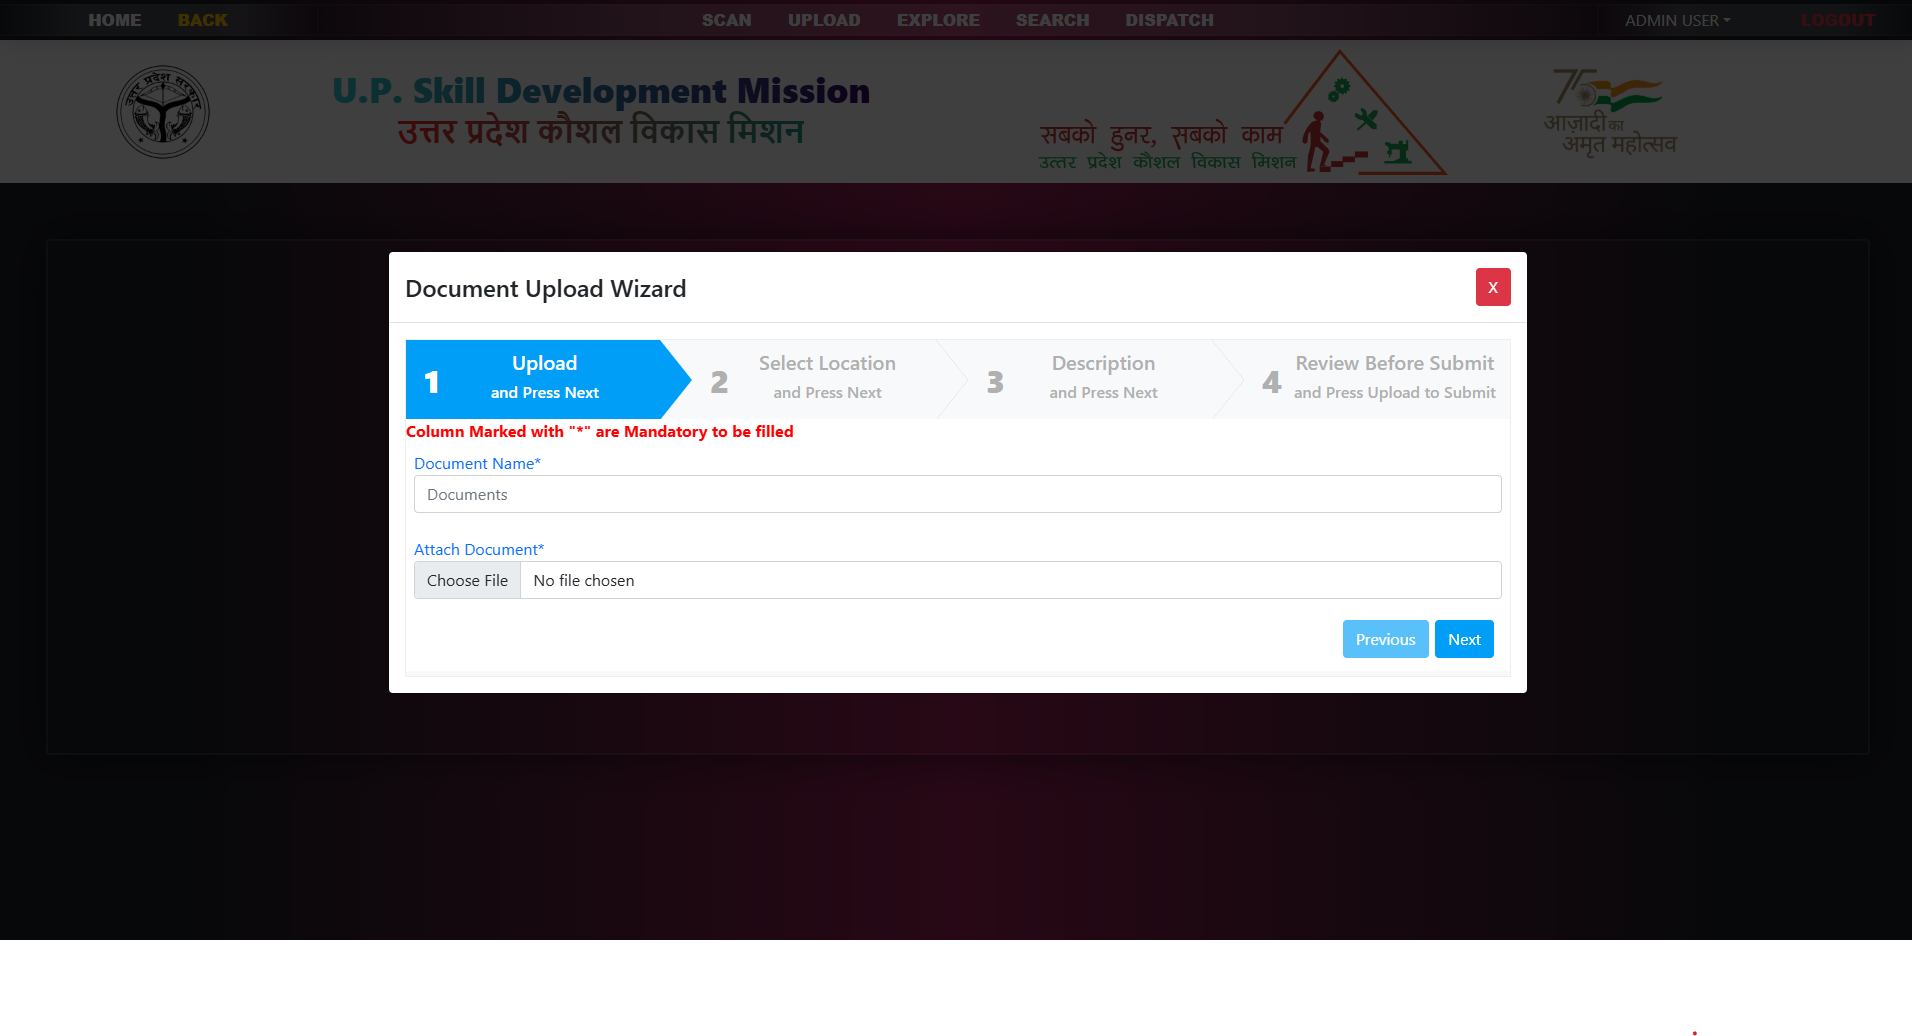 HOME BACK SCAN UPLOAD EXPLORE SEARCH DISPATCH ADMIN USER LOGOUT
उत्तर प्रदेश सरकार
U.P. Skill Development Mission
उत्तर प्रदेश कौशल विकास मिशन
सबको हुनर, सबको काम
उत्तर प्रदेश कौशल विकास मिशन
75
आज़ादी का
अमृत महोत्सव
Document Upload Wizard
X
1 Upload
and Press Next
2 Select Location
and Press Next
3 Description
and Press Next
4 Review Before Submit
and Press Upload to Submit
Column Marked with "*" are Mandatory to be filled
Document Name*
Documents
Attach Document*
Choose File No file chosen
Previous Next